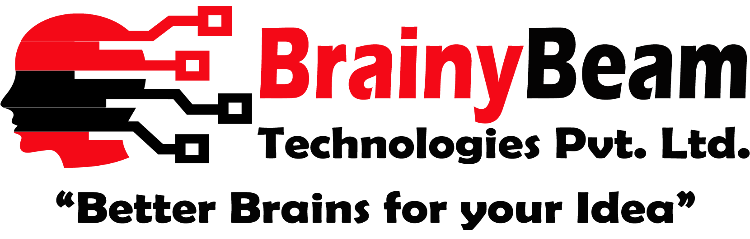 BrainyBeam
Technologies Pvt. Ltd.
“Better Brains for your Idea”